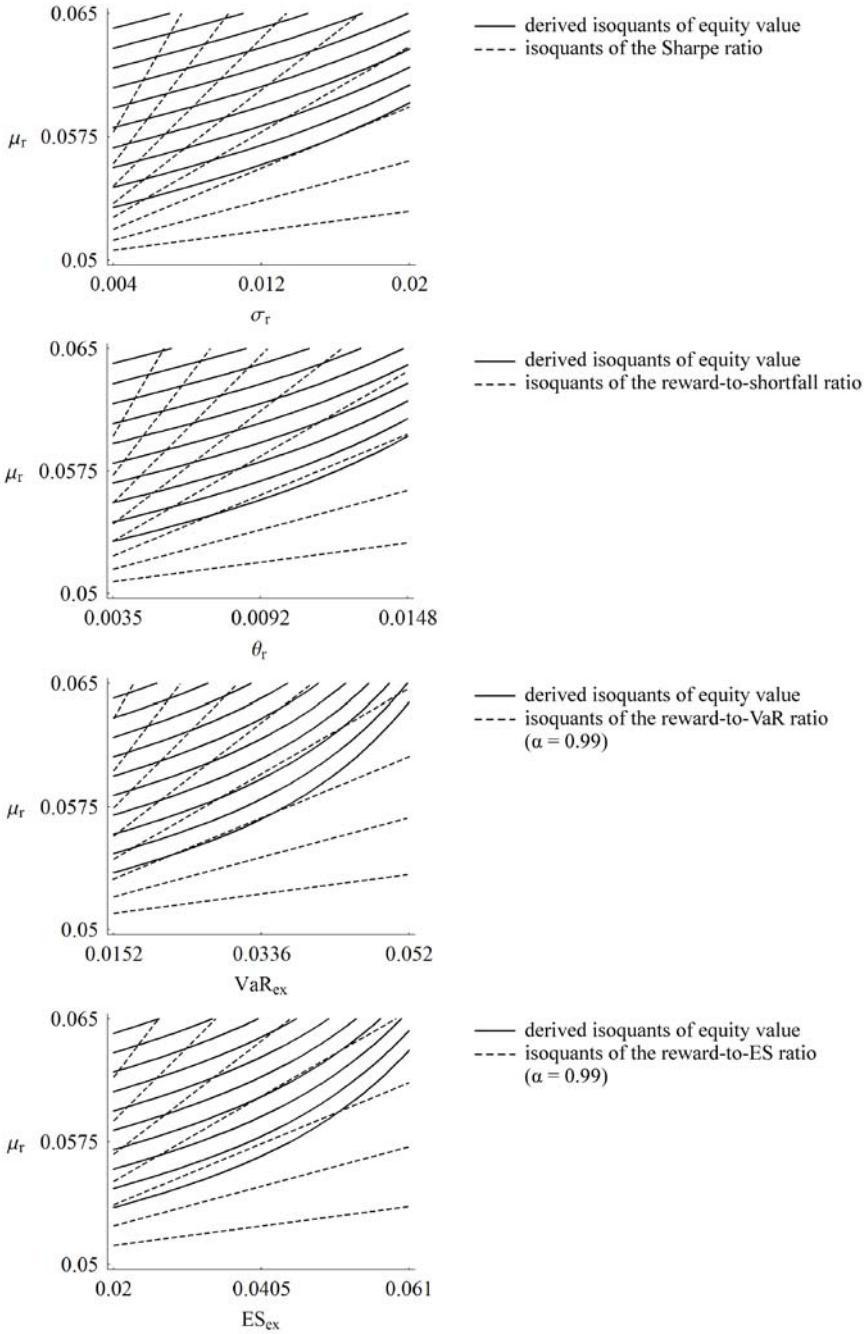 0.065
derived isoquants of equity value
isoquants of the Sharpe ratio
μr 0.0575
0.05
0.004 0.012 0.02
σr
0.065
derived isoquants of equity value
isoquants of the reward-to-shortfall ratio
μr 0.0575
0.05
0.0035 0.0092 0.0148
θr
0.065
derived isoquants of equity value
isoquants of the reward-to-VaR ratio
(α = 0.99)
μr 0.0575
0.05
0.0152 0.0336 0.052
VaRex
0.065
derived isoquants of equity value
isoquants of the reward-to-ES ratio
(α = 0.99)
μr 0.0575
0.05
0.02 0.0405 0.061
ESex